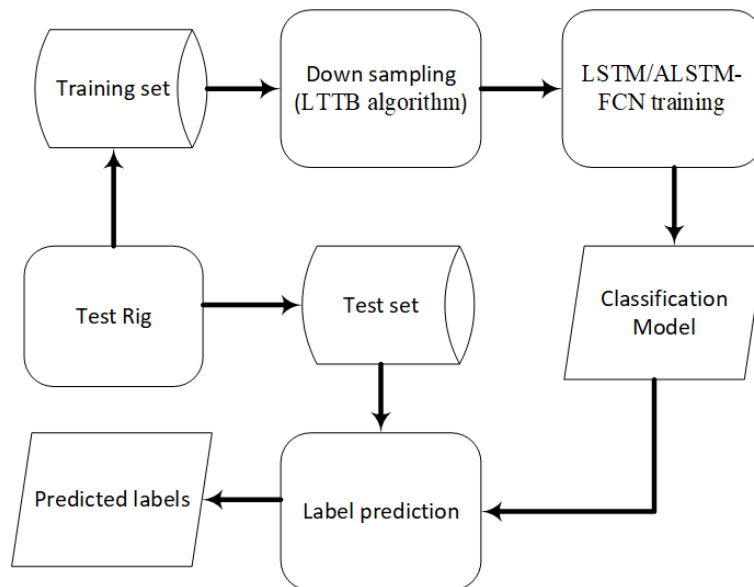 Training set
Down sampling
(LTTB algorithm)
LSTM/ALSTM-
FCN training
Test Rig
Test set
Classification
Model
Predicted labels
Label prediction